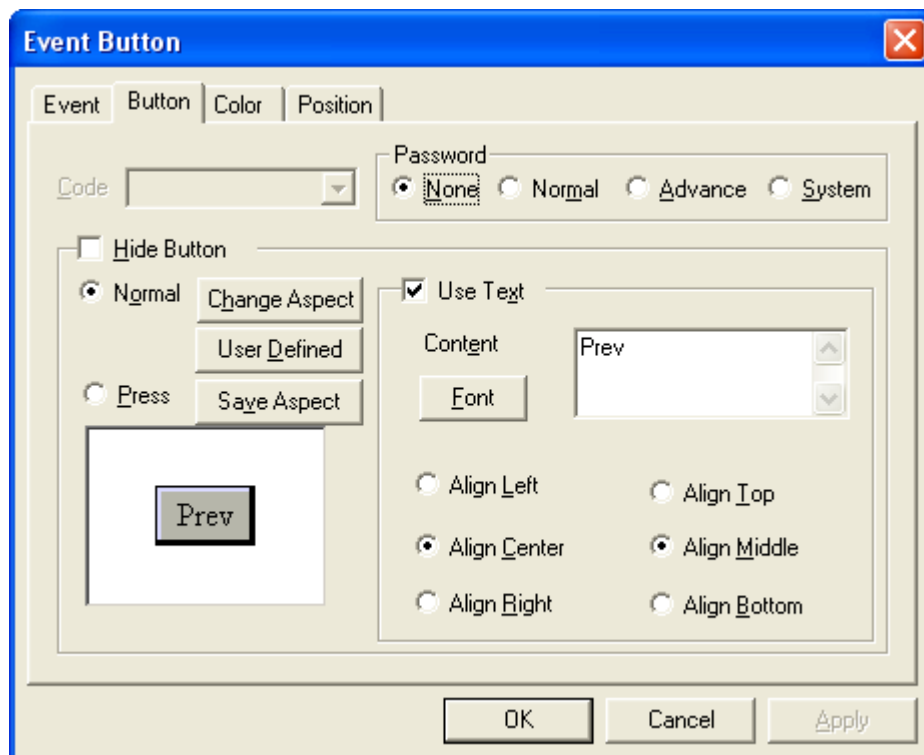 Event Button
Event Button Color Position
Password
Code None Normal Advance System
Hide Button
Normal Change Aspect Use Text
User Defined Content Prev
Press Save Aspect Font
Prev
Align Left Align Top
Align Center Align Middle
Align Right Align Bottom
OK Cancel Apply